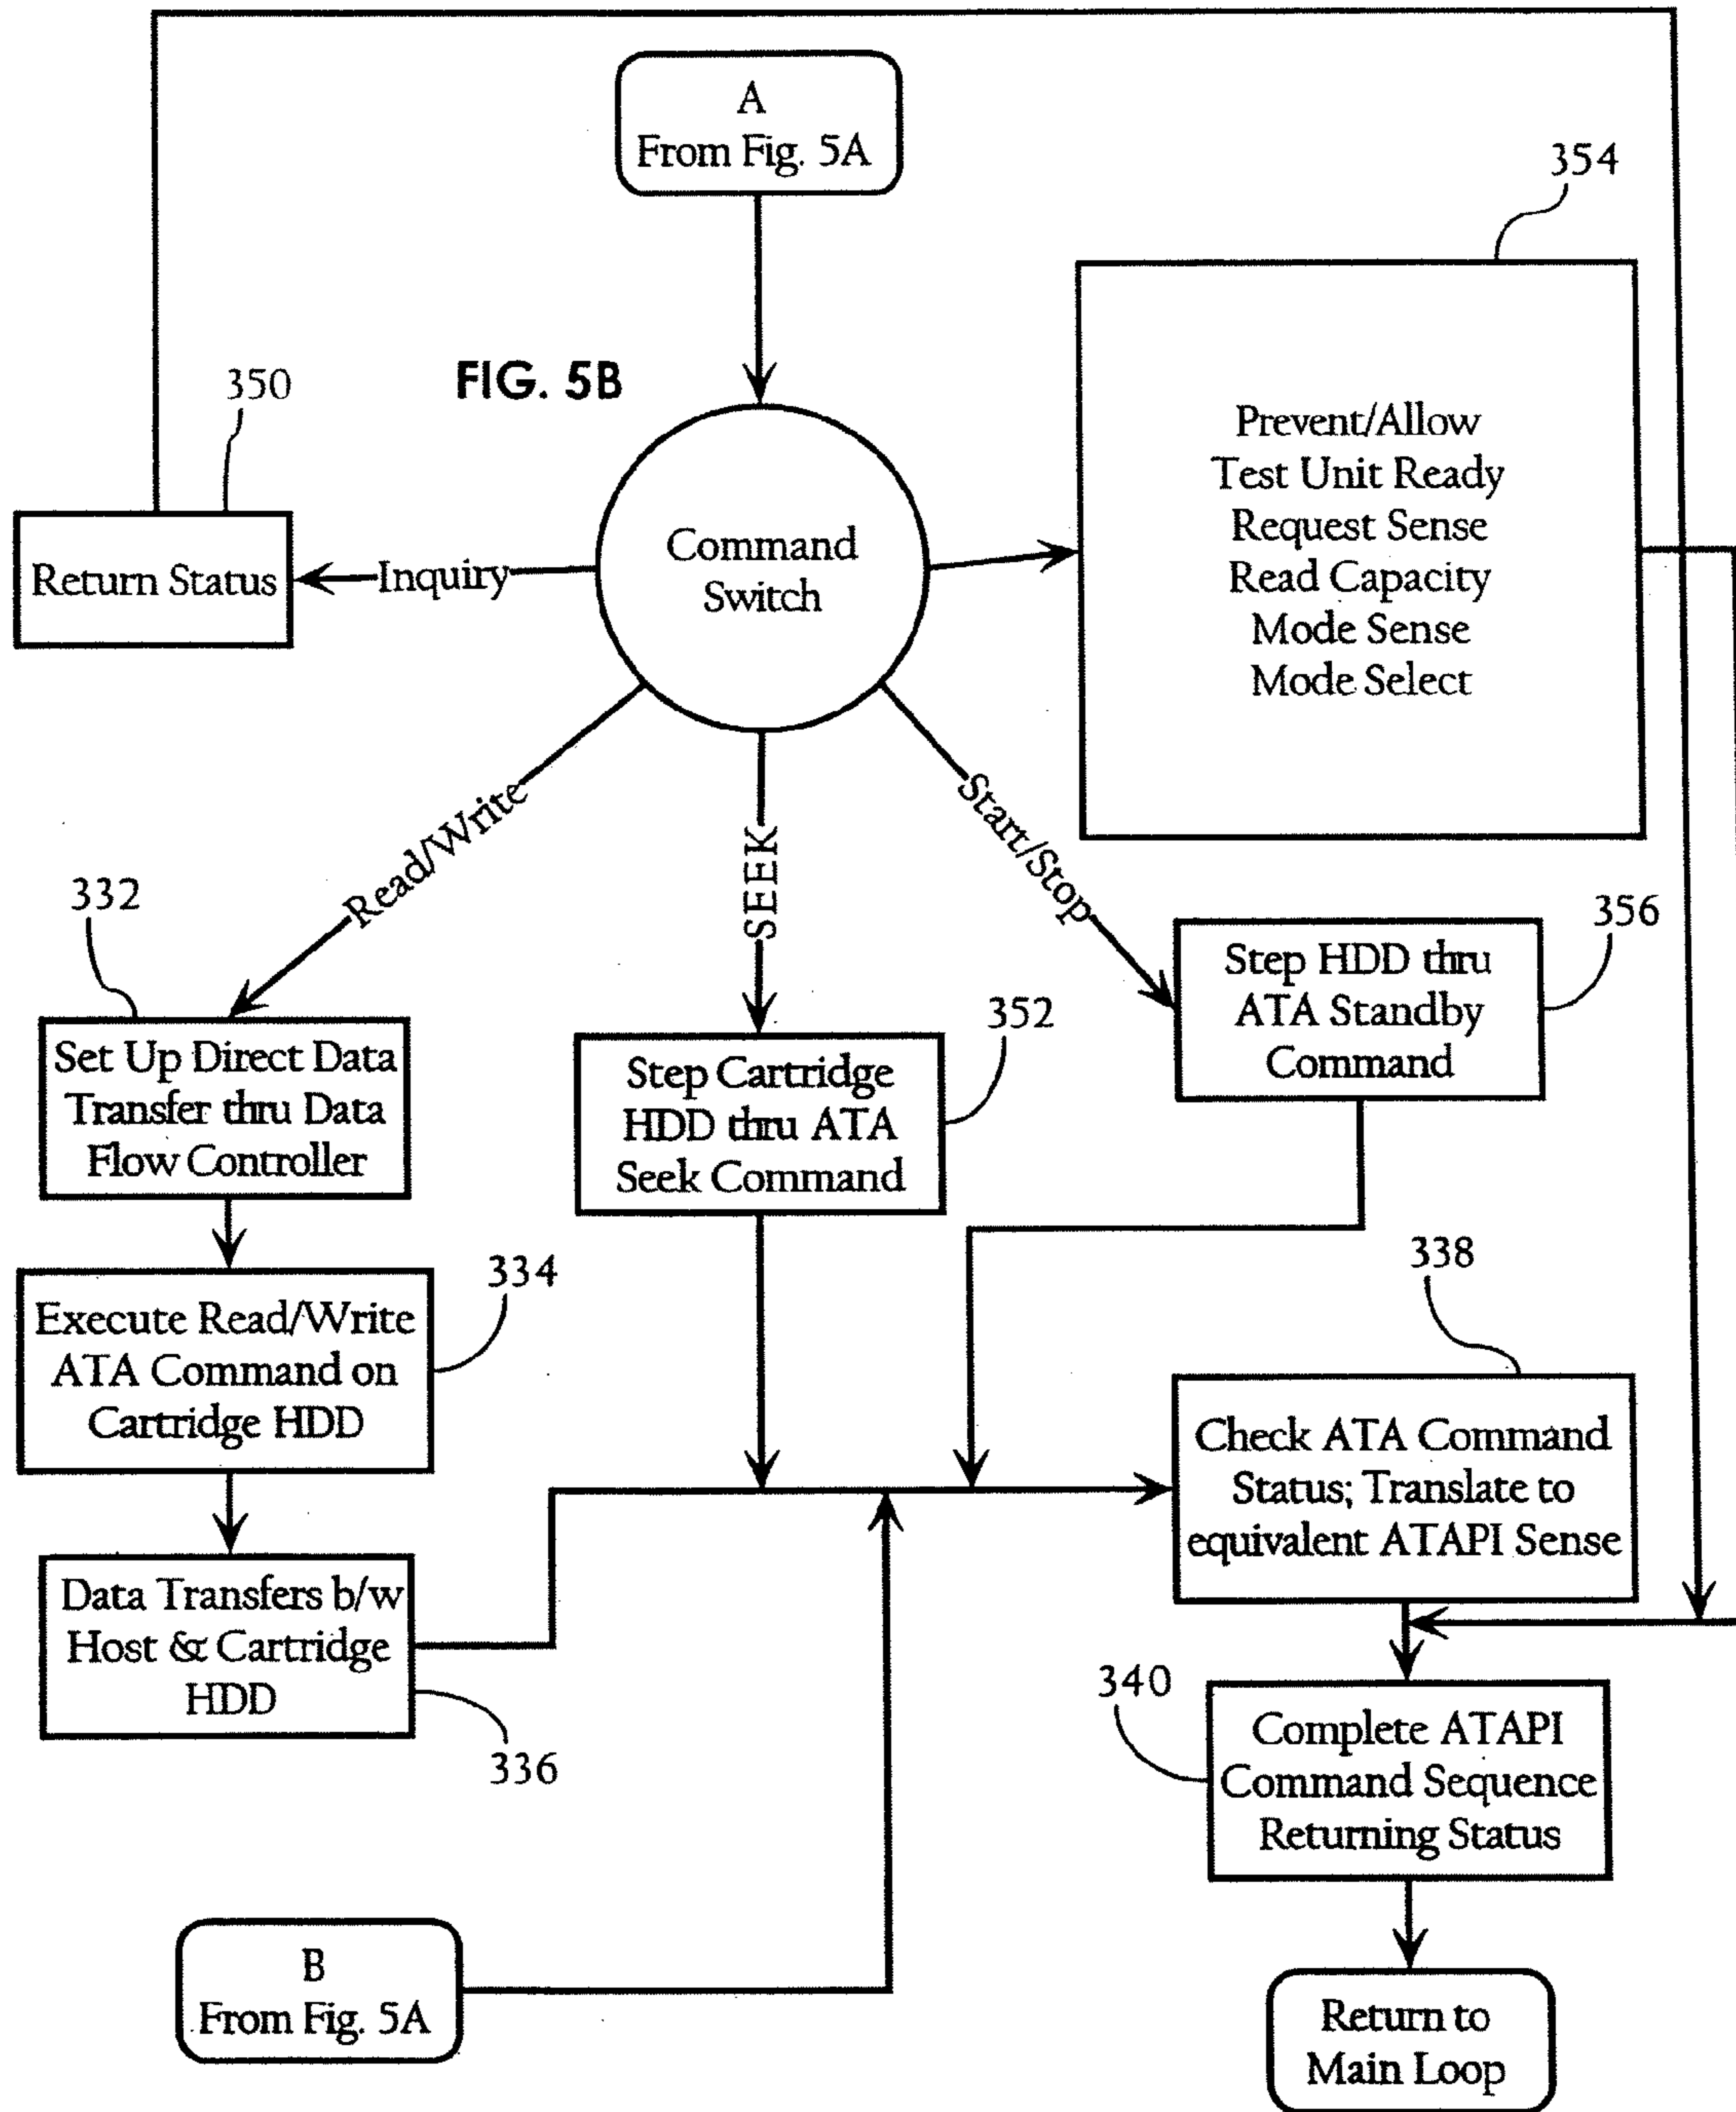 A
From Fig. 5A
354
FIG. 5B
350
Prevent/Allow
Test Unit Ready
Request Sense
Read Capacity
Mode Sense
Mode Select
Command
Switch
Inquiry
Return Status
Read/Write
SEEK
Start/Stop
332
356
Set Up Direct Data
Transfer thru Data
Flow Controller
352
Step Cartridge
HDD thru ATA
Seek Command
Step HDD thru
ATA Standby
Command
334
Execute Read/Write
ATA Command on
Cartridge HDD
338
Check ATA Command
Status; Translate to
equivalent ATAPI Sense
Data Transfers b/w
Host & Cartridge
HDD
336
340
Complete ATAPI
Command Sequence
Returning Status
B
From Fig. 5A
Return to
Main Loop